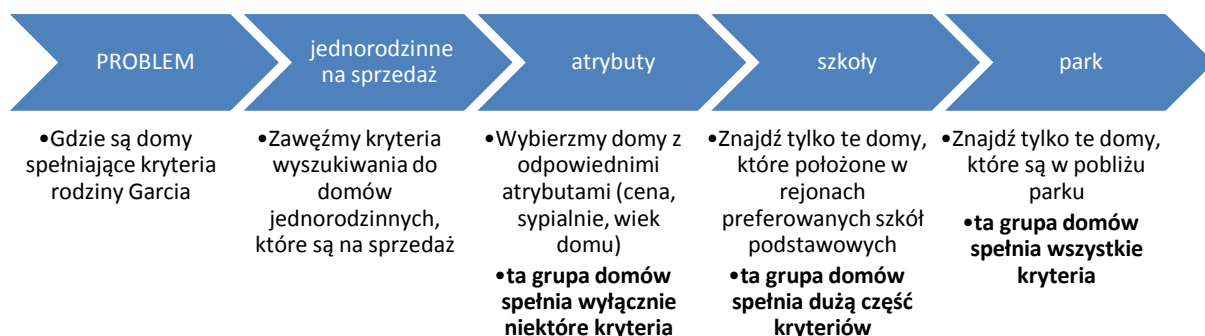 PROBLEM
jednorodzinne
na sprzedaż
atrybuty
szkoły
park
•Gdzie są domy
spełniające kryteria
rodziny Garcia
•Zawęźmy kryteria
wyszukiwania do
domów
jednorodzinnych,
które są na sprzedaż
•Wybierzmy domy z
odpowiednimi
atrybutami (cena,
sypialnie, wiek
domu)
•ta grupa domów
spełnia wyłącznie
niektóre kryteria
•Znajdź tylko te domy,
które położone w
rejonach
preferowanych szkół
podstawowych
•ta grupa domów
spełnia dużą część
kryteriów
•Znajdź tylko te domy,
które są w pobliżu
parku
•ta grupa domów
spełnia wszystkie
kryteria